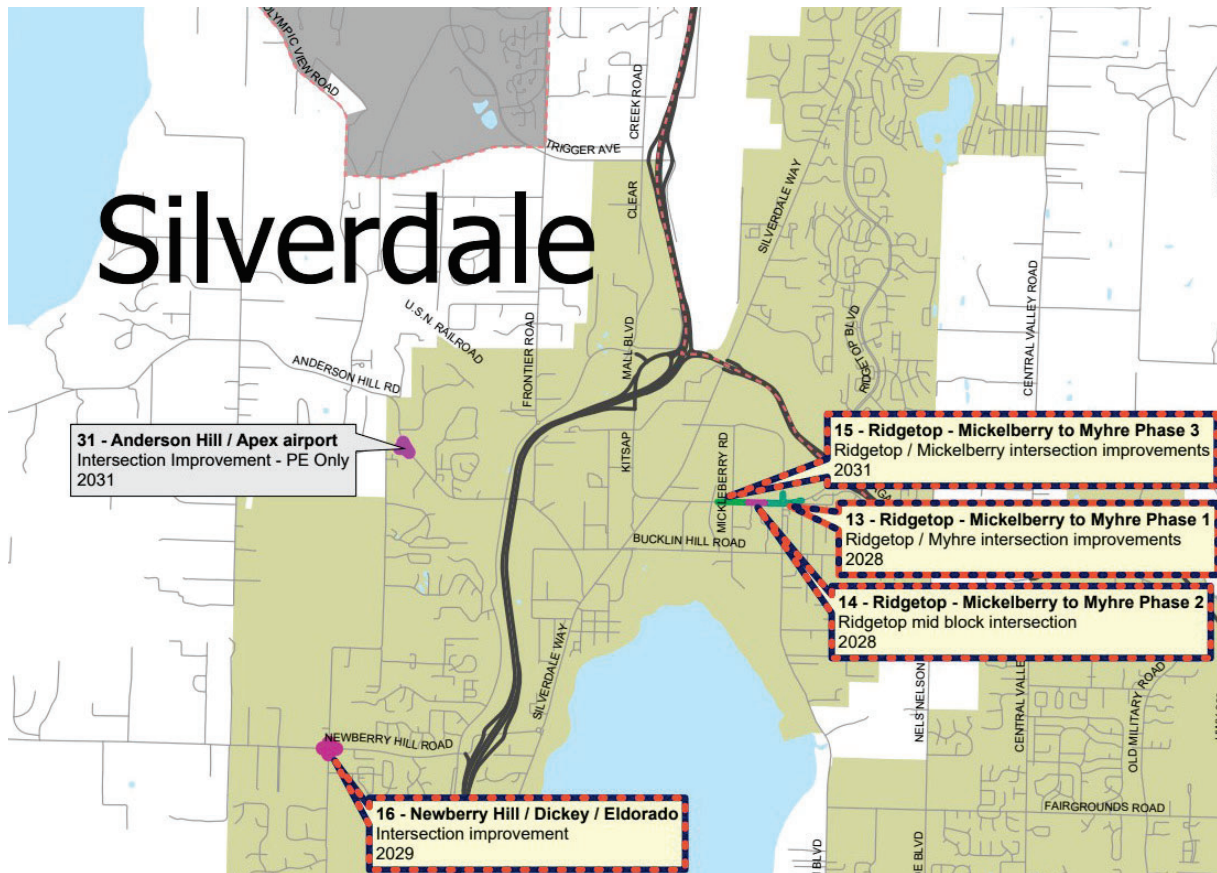 OLYMPIC VIEW ROAD
CREEK ROAD
TRIGGER AVE
CLEAR
SILVERDALE WAY
Silverdale
CENTRAL VALLEY ROAD
U.S.N. RAILROAD
FRONTIER ROAD
MALL BLVD
RIDGETOP BLVD
ANDERSON HILL RD
31 - Anderson Hill / Apex airport
Intersection Improvement - PE Only
2031
KITSAP
MICKLEBERRY RD
15 - Ridgetop - Mickelberry to Myhre Phase 3
Ridgetop / Mickelberry intersection improvements
2031
13 - Ridgetop - Mickelberry to Myhre Phase 1
Ridgetop / Myhre intersection improvements
2028
BUCKLIN HILL ROAD
14 - Ridgetop - Mickelberry to Myhre Phase 2
Ridgetop mid block intersection
2028
SILVERDALE WAY
NELS NELSON
CENTRAL VALLE
OLD MILITARY ROAD
NEWBERRY HILL ROAD
16 - Newberry Hill / Dickey / Eldorado
Intersection improvement
2029
FAIRGROUNDS ROAD
BLVD
DE BLVD